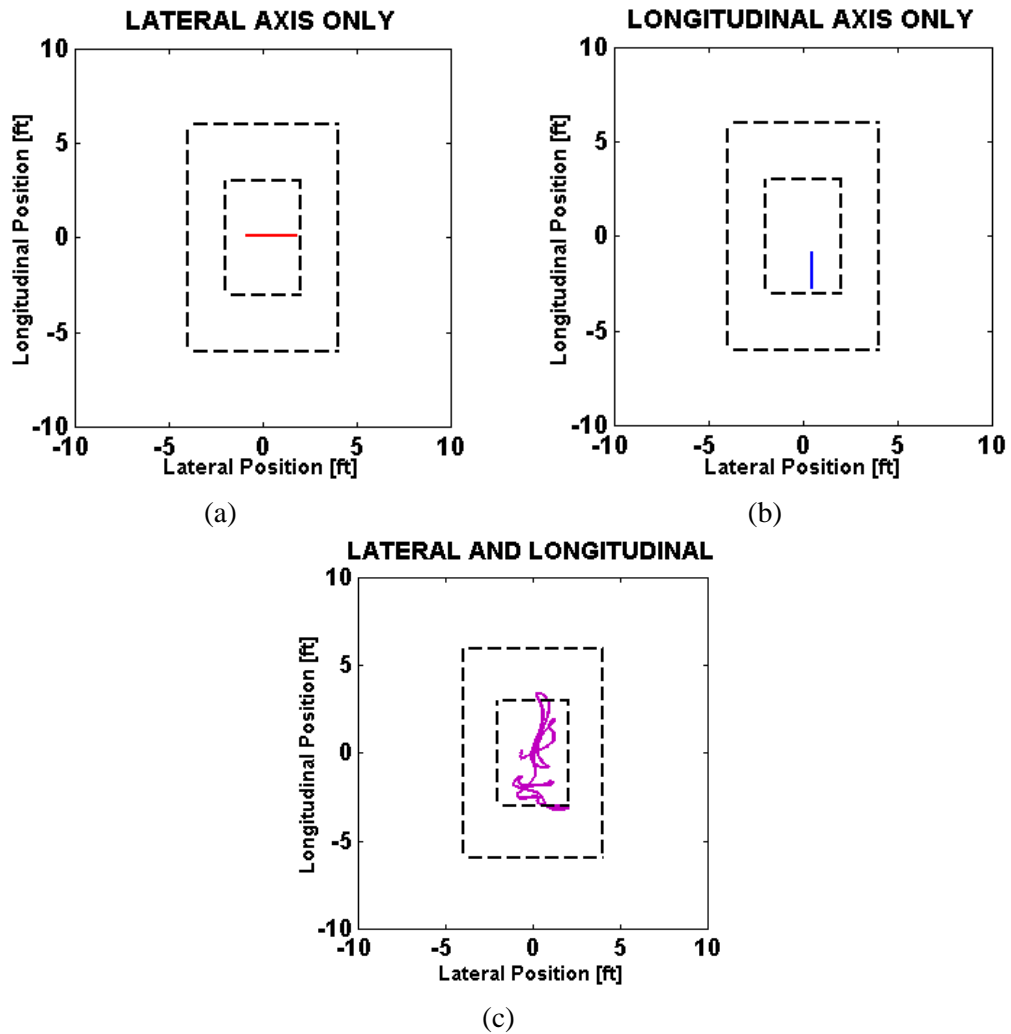 LATERAL AXIS ONLY
10
5
0
-5
-10
-10 -5 0 5 10
Longitudinal Position [ft]
Lateral Position [ft]
(a)
LONGITUDINAL AXIS ONLY
10
5
0
-5
-10
-10 -5 0 5 10
Longitudinal Position [ft]
Lateral Position [ft]
(b)
LATERAL AND LONGITUDINAL
10
5
0
-5
-10
-10 -5 0 5 10
Longitudinal Position [ft]
Lateral Position [ft]
(c)